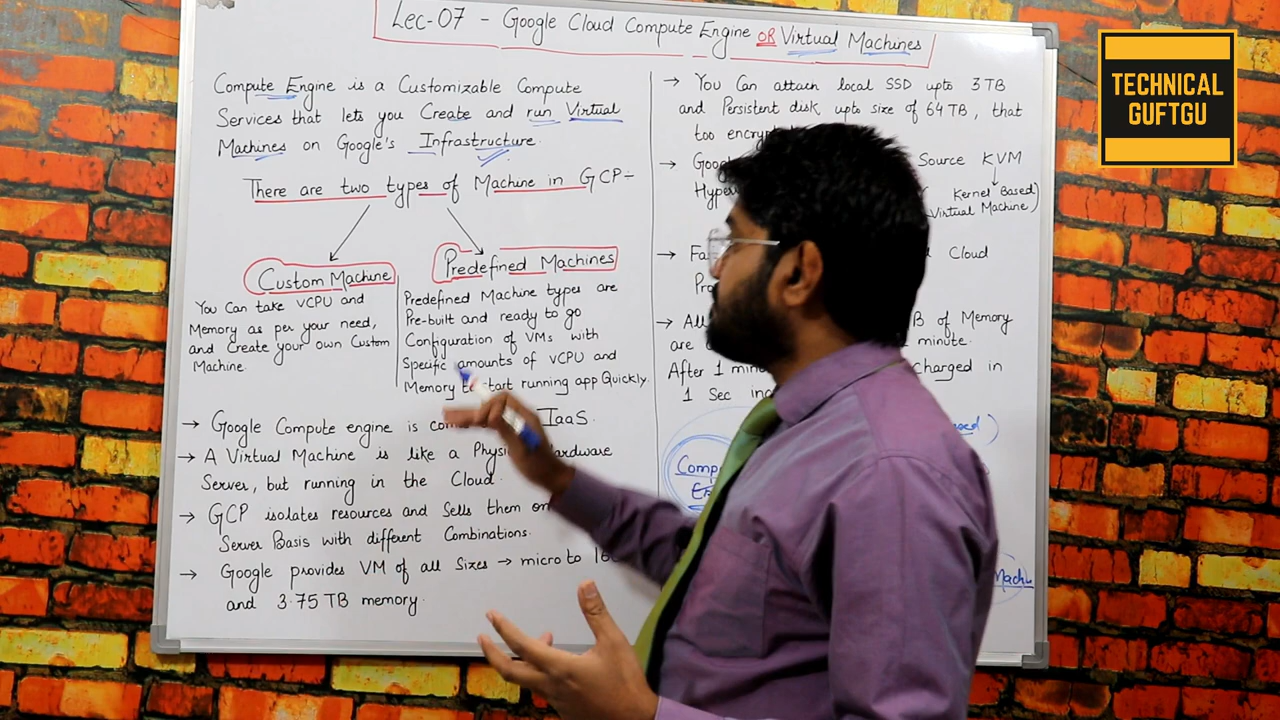 Lec-07 - Google Cloud Compute Engine OR Virtual Machines
Compute Engine is a Customizable Compute
Services that lets you Create and run Virtual
Machines on Google's Infrastructure.
There are two types of Machine in GCP-
Custom Machine
You Can take VCPU and
Memory as per your need,
and Create your own Custom
Machine.
Predefined Machines
Predefined Machine types are
Pre-built and ready to go
Configuration of VMs with
Specific amounts of VCPU and
Memory to start running app Quickly.
→ Google Compute engine is IaaS.
→ A Virtual Machine is like a
Server, but running in the Cloud.
→ GCP isolates resources and Sells them on
Server Basis with different Combinations.
→ Google provides VM of all Sizes → micro to
and 3.75 TB memory.
→ You Can attach local SSD upto 3 TB
and Persistent disk upto size of 64 TB, that
too
→ Source KVM
Kernel Based)
Virtual Machine)
→ Cloud
→ All of Memory
are minute.
After 1 Charged in
1 Sec
TECHNICAL
GUFTGU